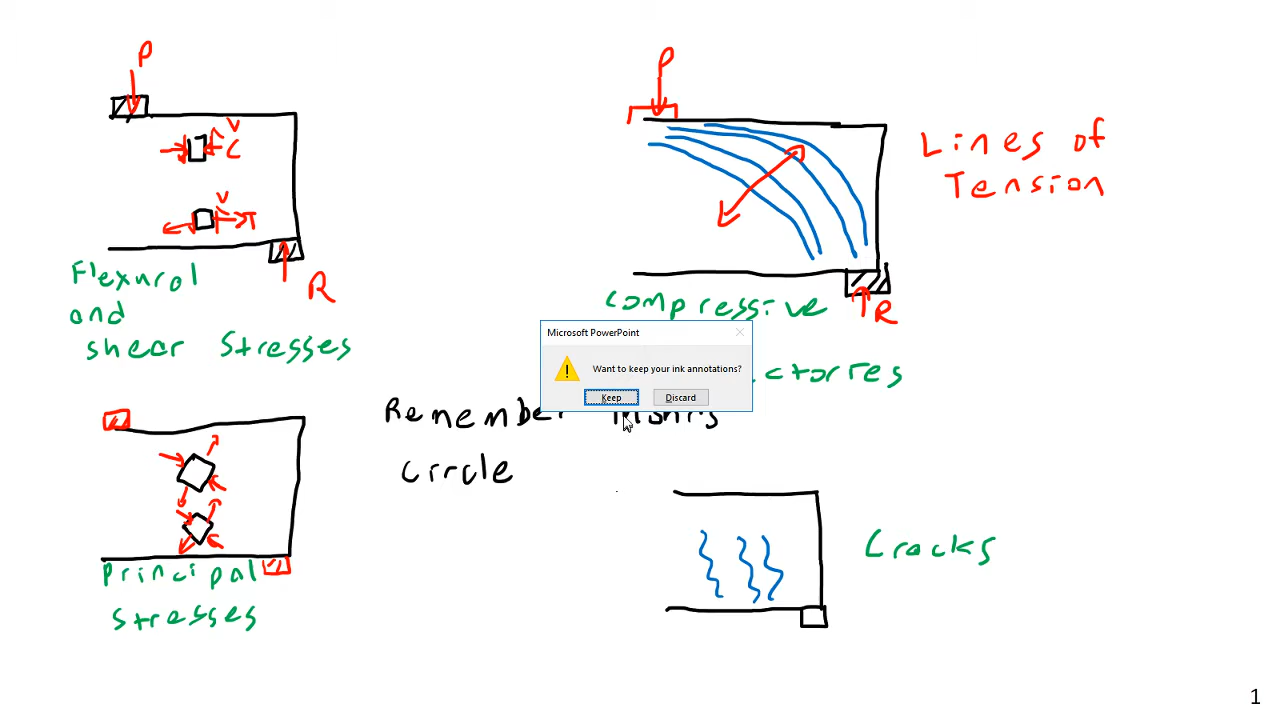 P
V
C
V
T
R
Flexural
and
shear Stresses
P
Lines of
Tension
Compressive
R
Microsoft PowerPoint
Want to keep your ink annotations?
Keep
Discard
ctorres
Remember
circle
Principal
stresses
Cracks
1